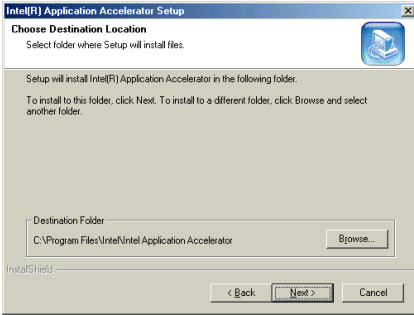 Intel(R) Application Accelerator Setup
Choose Destination Location
Select folder where Setup will install files.
Setup will install Intel(R) Application Accelerator in the following folder.
To install to this folder, click Next. To install to a different folder, click Browse and select
another folder.
Destination Folder
C:\Program Files\Intel\Intel Application Accelerator
Browse...
InstallShield
< Back
Next >
Cancel